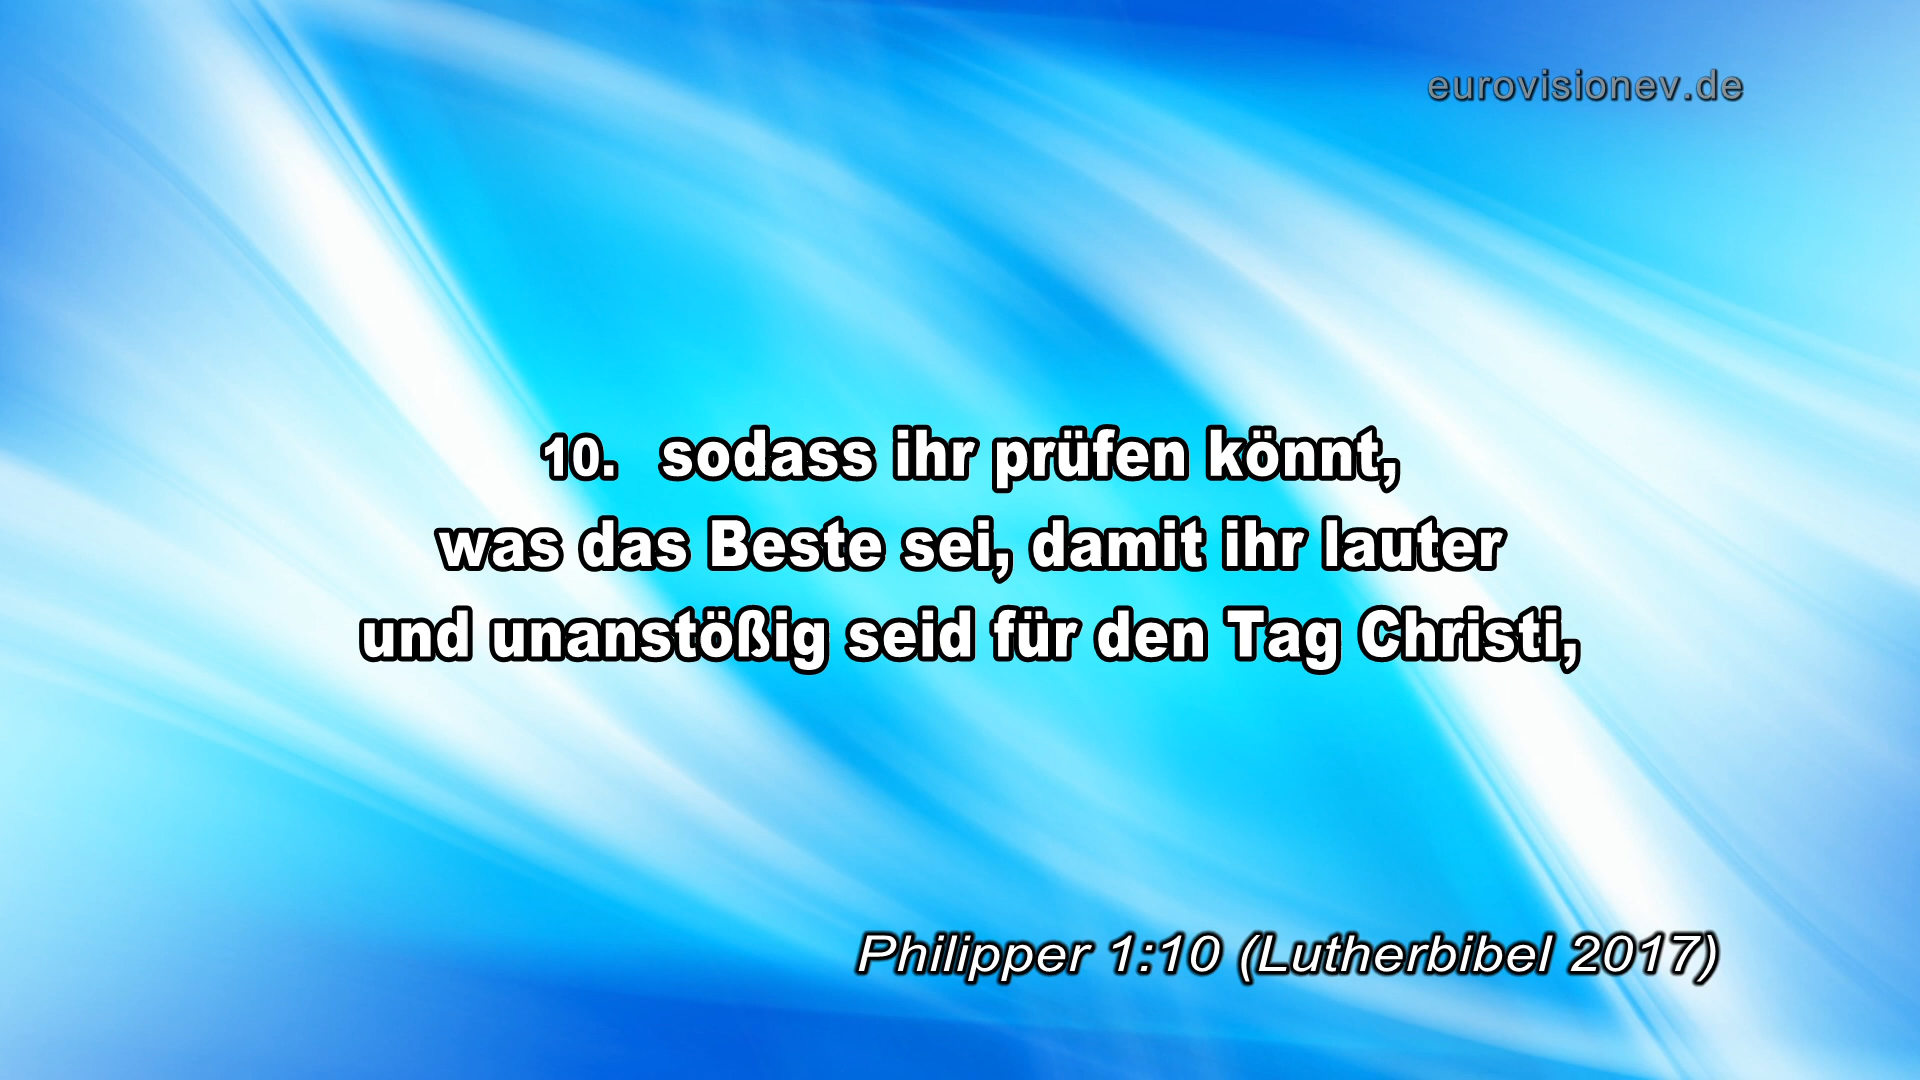 eurovisionev.de
10. sodass ihr prüfen könnt,
was das Beste sei, damit ihr lauter
und unanstößig seid für den Tag Christi,
Philipper 1:10 (Lutherbibel 2017)